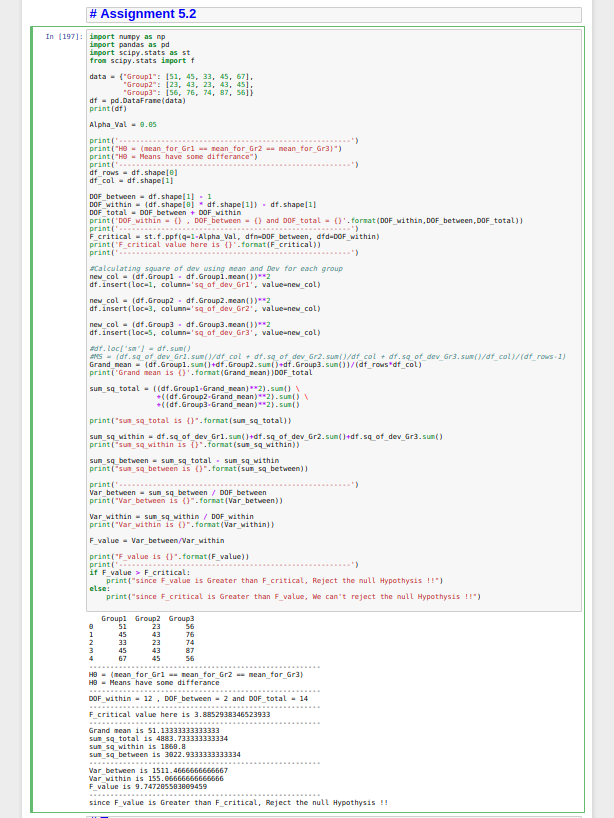 # Assignment 5.2
In [197]:
import numpy as np
import pandas as pd
import scipy.stats as st
from scipy.stats import f
data = {"Group1": [51, 45, 33, 45, 67],
"Group2": [23, 43, 23, 43, 45],
"Group3": [56, 76, 74, 87, 56]}
df = pd.DataFrame(data)
print(df)
Alpha_Val = 0.05
print('-----------------------------------------------------')
print("H0 = (mean_for_Gr1 == mean_for_Gr2 == mean_for_Gr3)")
print("H0 = Means have some differance")
print('-----------------------------------------------------')
df_rows = df.shape[0]
df_col = df.shape[1]
DOF_between = df.shape[1] - 1
DOF_within = (df.shape[0] * df.shape[1]) - df.shape[1]
DOF_total = DOF_between + DOF_within
print('DOF_within = {} , DOF_between = {} and DOF_total = {}'.format(DOF_within,DOF_between,DOF_total))
print('-----------------------------------------------------')
F_critical = st.f.ppf(q=1-Alpha_Val, dfn=DOF_between, dfd=DOF_within)
print('F_critical value here is {}'.format(F_critical))
print('-----------------------------------------------------')
#Calculating square of dev using mean and Dev for each group
new_col = (df.Group1 - df.Group1.mean())**2
df.insert(loc=1, column='sq_of_dev_Gr1', value=new_col)
new_col = (df.Group2 - df.Group2.mean())**2
df.insert(loc=3, column='sq_of_dev_Gr2', value=new_col)
new_col = (df.Group3 - df.Group3.mean())**2
df.insert(loc=5, column='sq_of_dev_Gr3', value=new_col)
#df.loc['sm'] = df.sum()
#MS = (df.sq_of_dev_Gr1.sum()/df_col + df.sq_of_dev_Gr2.sum()/df_col + df.sq_of_dev_Gr3.sum()/df_col)/(df_rows-1)
Grand_mean = (df.Group1.sum()+df.Group2.sum()+df.Group3.sum())/(df_rows*df_col)
print('Grand mean is {}'.format(Grand_mean))DOF_total
sum_sq_total = ((df.Group1-Grand_mean)**2).sum() \
+((df.Group2-Grand_mean)**2).sum() \
+((df.Group3-Grand_mean)**2).sum()
print("sum_sq_total is {}".format(sum_sq_total))
sum_sq_within = df.sq_of_dev_Gr1.sum()+df.sq_of_dev_Gr2.sum()+df.sq_of_dev_Gr3.sum()
print("sum_sq_within is {}".format(sum_sq_within))
sum_sq_between = sum_sq_total - sum_sq_within
print("sum_sq_between is {}".format(sum_sq_between))
print('-----------------------------------------------------')
Var_between = sum_sq_between / DOF_between
print("Var_between is {}".format(Var_between))
Var_within = sum_sq_within / DOF_within
print("Var_within is {}".format(Var_within))
F_value = Var_between/Var_within
print("F_value is {}".format(F_value))
print('-----------------------------------------------------')
if F_value > F_critical:
print("since F_value is Greater than F_critical, Reject the null Hypothysis !!")
else:
print("since F_critical is Greater than F_value, We can't reject the null Hypothysis !!")
Group1 Group2 Group3
0 51 23 56
1 45 43 76
2 33 23 74
3 45 43 87
4 67 45 56
-----------------------------------------------------
H0 = (mean_for_Gr1 == mean_for_Gr2 == mean_for_Gr3)
H0 = Means have some differance
-----------------------------------------------------
DOF_within = 12 , DOF_between = 2 and DOF_total = 14
-----------------------------------------------------
F_critical value here is 3.8852938346523933
-----------------------------------------------------
Grand mean is 51.13333333333333
sum_sq_total is 4883.733333333334
sum_sq_within is 1860.8
sum_sq_between is 3022.9333333333334
-----------------------------------------------------
Var_between is 1511.4666666666667
Var_within is 155.06666666666666
F_value is 9.747205503009459
-----------------------------------------------------
since F_value is Greater than F_critical, Reject the null Hypothysis !!